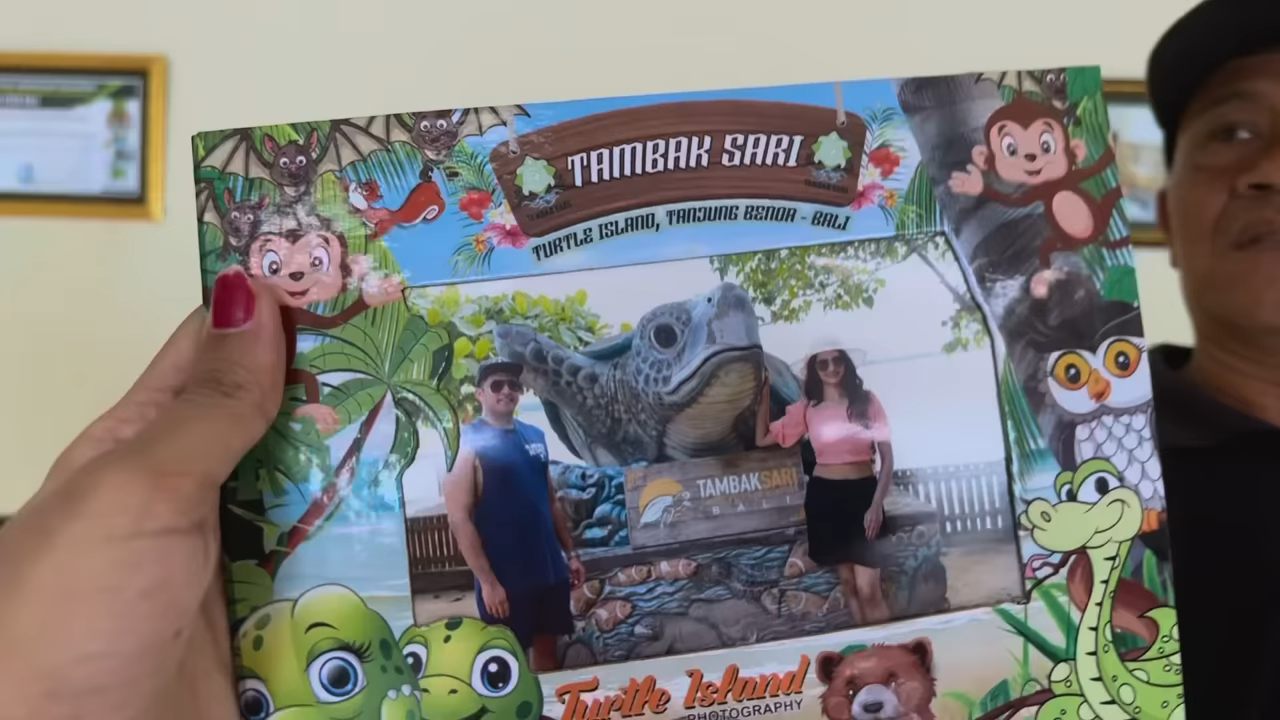 TAMBAK SARI
TURTLE ISLAND, TANJUNG BENOA - BALI
TAMBAKSARI
BALI
Turtle Island
PHOTOGRAPHY